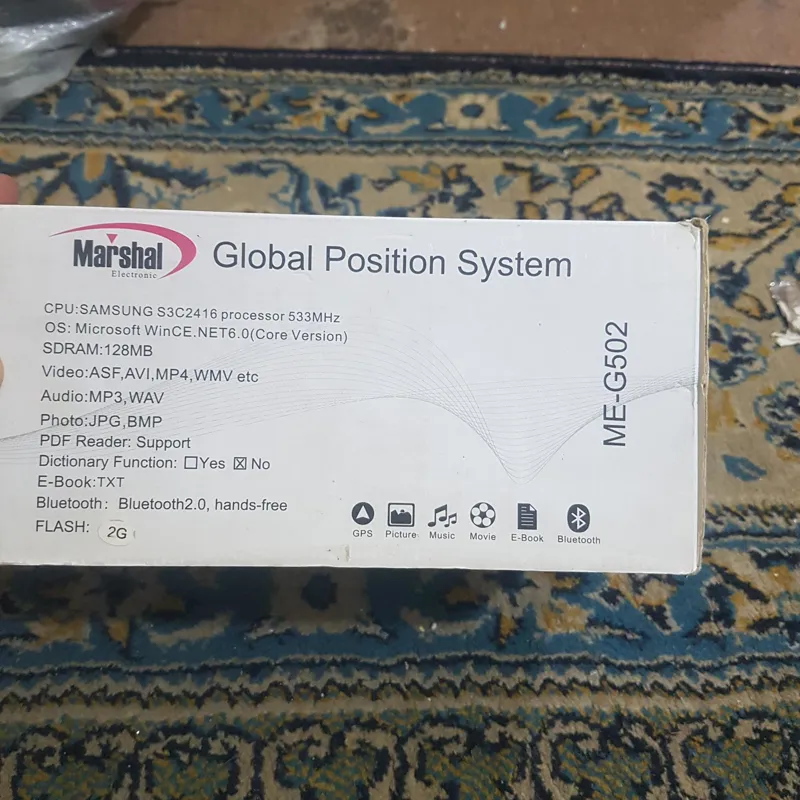 Marshal
Electronic
Global Position System
CPU:SAMSUNG S3C2416 processor 533MHz
OS: Microsoft WinCE.NET6.0(Core Version)
SDRAM:128MB
Video:ASF,AVI,MP4,WMV etc
Audio:MP3,WAV
Photo:JPG,BMP
PDF Reader: Support
Dictionary Function: ☐Yes ☒No
E-Book:TXT
Bluetooth: Bluetooth2.0, hands-free
FLASH: 2G
GPS Picture Music Movie E-Book Bluetooth
ME-G502